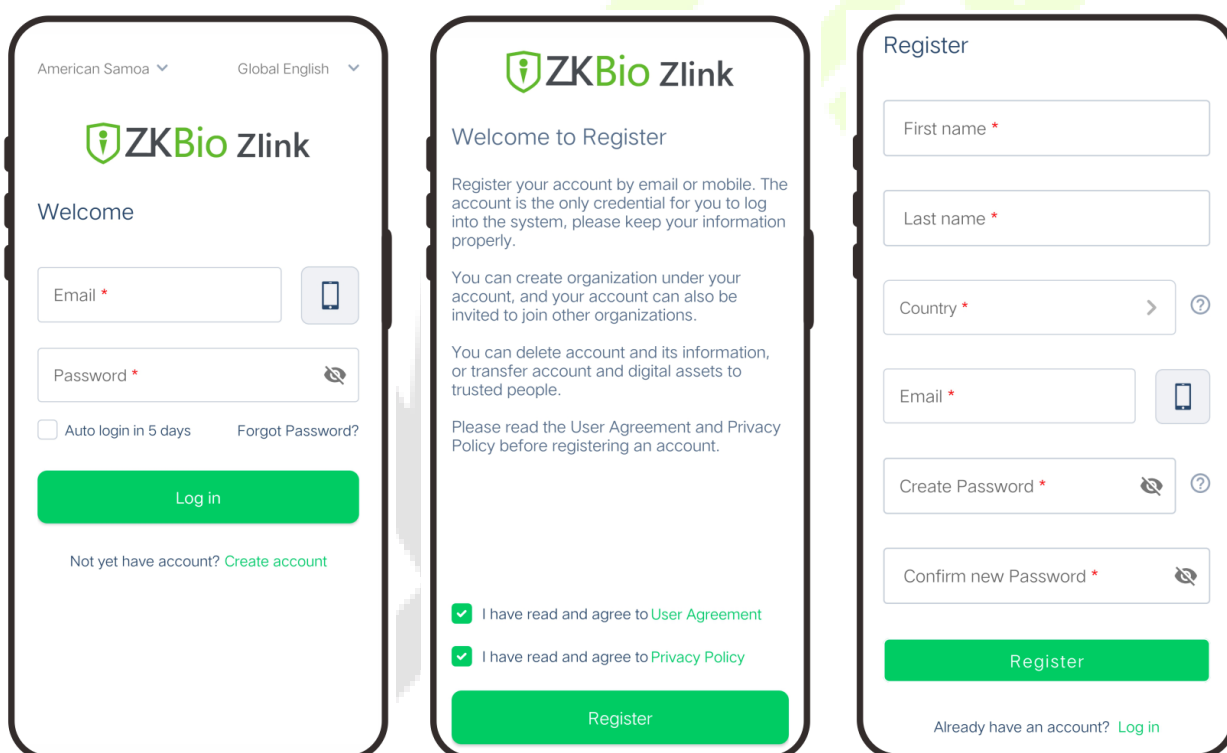 American Samoa Global English
ZKBio Zlink
Welcome
Email *
Password *
Auto login in 5 days Forgot Password?
Log in
Not yet have account? Create account
ZKBio Zlink
Welcome to Register
Register your account by email or mobile. The
account is the only credential for you to log
into the system, please keep your information
properly.
You can create organization under your
account, and your account can also be
invited to join other organizations.
You can delete account and its information,
or transfer account and digital assets to
trusted people.
Please read the User Agreement and Privacy
Policy before registering an account.
I have read and agree to User Agreement
I have read and agree to Privacy Policy
Register
Register
First name *
Last name *
Country *
Email *
Create Password *
Confirm new Password *
Register
Already have an account? Log in